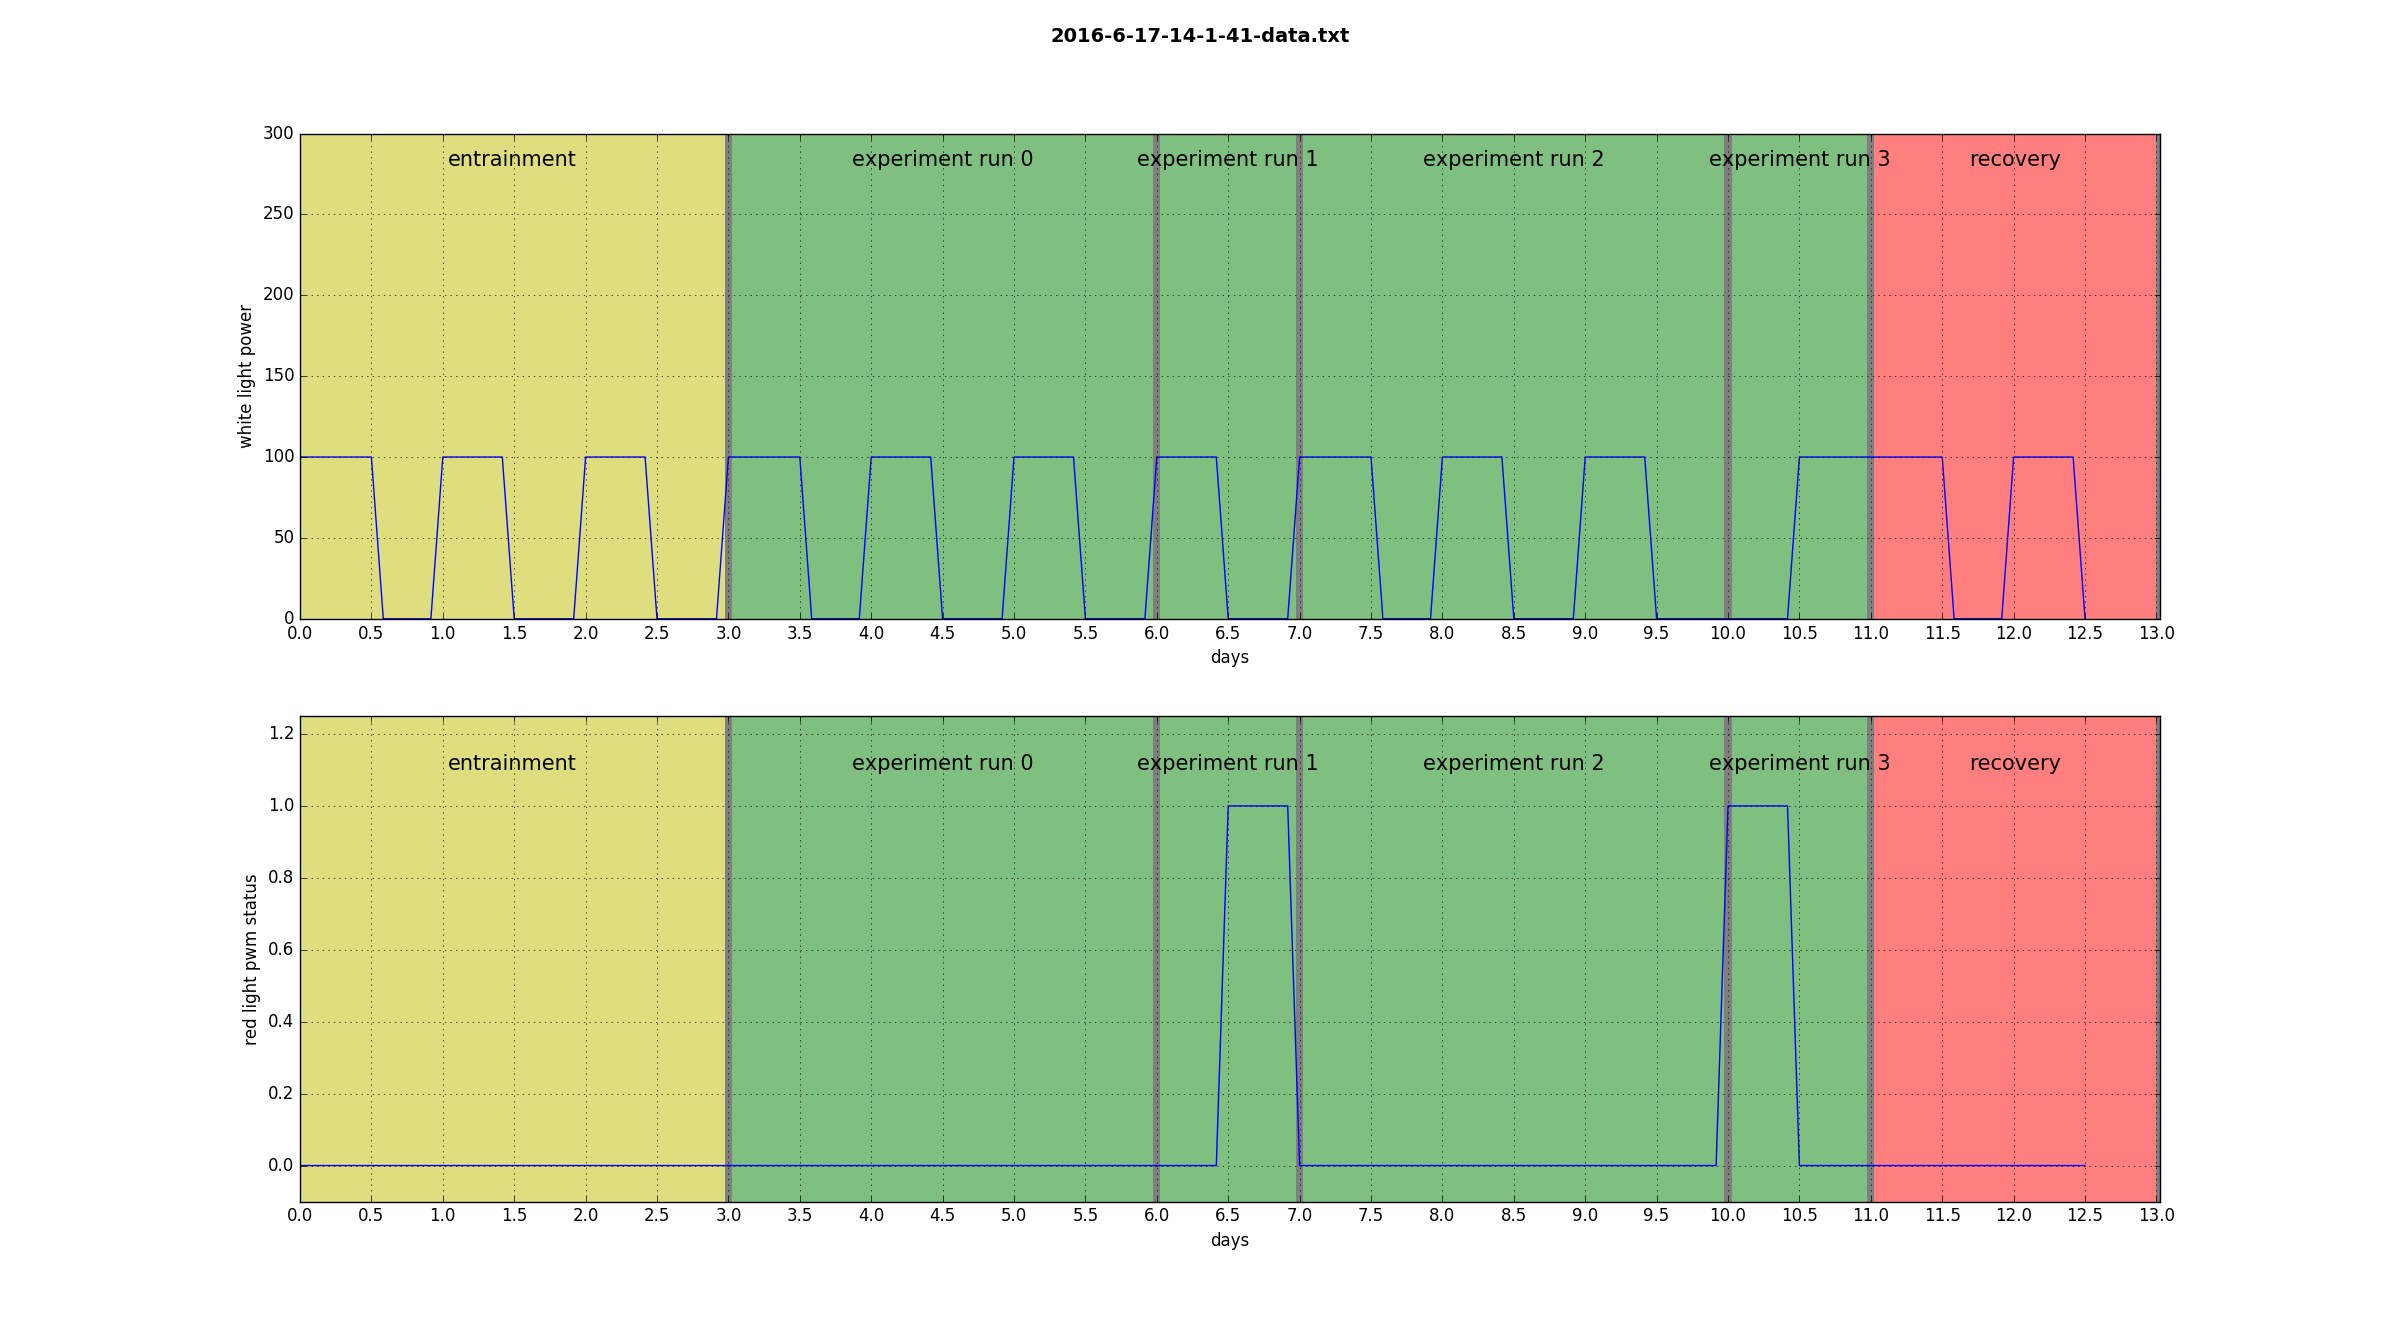 2016-6-17-14-1-41-data.txt
300
250
200
150
100
50
0
white light power
entrainment experiment run 0 experiment run 1 experiment run 2 experiment run 3 recovery
0.0 0.5 1.0 1.5 2.0 2.5 3.0 3.5 4.0 4.5 5.0 5.5 6.0 6.5 7.0 7.5 8.0 8.5 9.0 9.5 10.0 10.5 11.0 11.5 12.0 12.5 13.0
days
1.2
1.0
0.8
0.6
0.4
0.2
0.0
red light pwm status
entrainment experiment run 0 experiment run 1 experiment run 2 experiment run 3 recovery
0.0 0.5 1.0 1.5 2.0 2.5 3.0 3.5 4.0 4.5 5.0 5.5 6.0 6.5 7.0 7.5 8.0 8.5 9.0 9.5 10.0 10.5 11.0 11.5 12.0 12.5 13.0
days